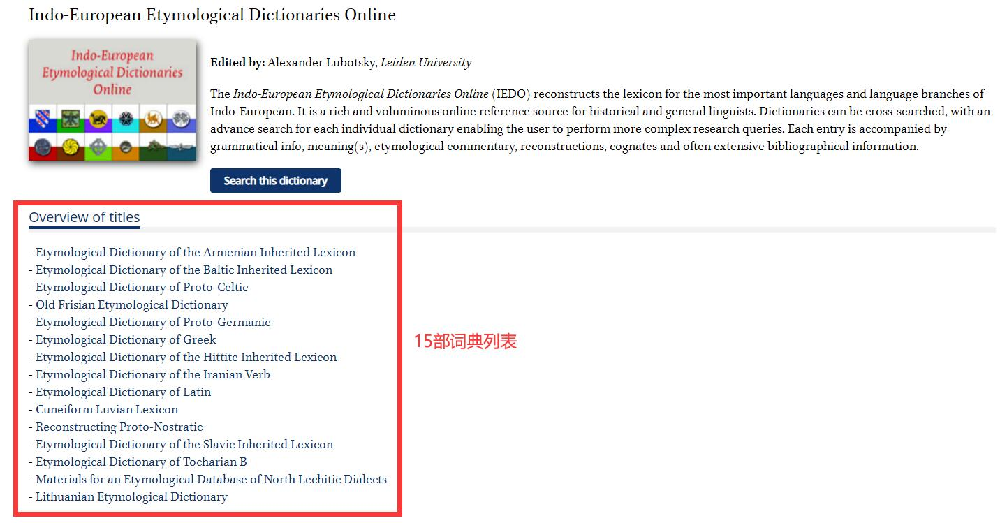 Indo-European Etymological Dictionaries Online
Indo-European
Etymological Dictionaries
Online
Edited by: Alexander Lubotsky, Leiden University
The Indo-European Etymological Dictionaries Online (IEDO) reconstructs the lexicon for the most important languages and language branches of
Indo-European. It is a rich and voluminous online reference source for historical and general linguists. Dictionaries can be cross-searched, with an
advance search for each individual dictionary enabling the user to perform more complex research queries. Each entry is accompanied by
grammatical info, meaning(s), etymological commentary, reconstructions, cognates and often extensive bibliographical information.
Search this dictionary
Overview of titles
- Etymological Dictionary of the Armenian Inherited Lexicon
- Etymological Dictionary of the Baltic Inherited Lexicon
- Etymological Dictionary of Proto-Celtic
- Old Frisian Etymological Dictionary
- Etymological Dictionary of Proto-Germanic
- Etymological Dictionary of Greek
- Etymological Dictionary of the Hittite Inherited Lexicon
- Etymological Dictionary of the Iranian Verb
- Etymological Dictionary of Latin
- Cuneiform Luvian Lexicon
- Reconstructing Proto-Nostratic
- Etymological Dictionary of the Slavic Inherited Lexicon
- Etymological Dictionary of Tocharian B
- Materials for an Etymological Database of North Lechitic Dialects
- Lithuanian Etymological Dictionary
15部词典列表